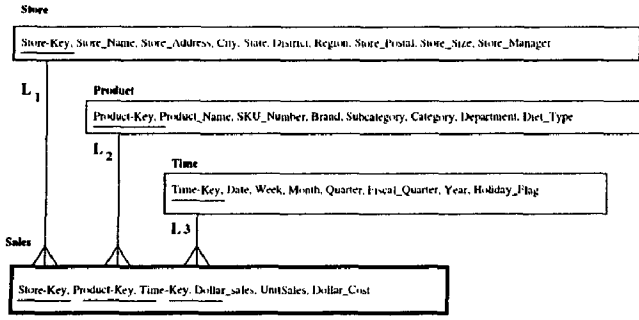 Store
Store-Key, Store_Name, Store_Address, City, State, District, Region, Store_Postal, Store_Size, Store_Manager
L1
Product
Product-Key, Product_Name, SKU_Number, Brand, Subcategory, Category, Department, Diet_Type
L2
Time
Time-Key, Date, Week, Month, Quarter, Fiscal_Quarter, Year, Holiday_Flag
L3
Sales
Store-Key, Product-Key, Time-Key, Dollar_sales, UnitSales, Dollar_Cost